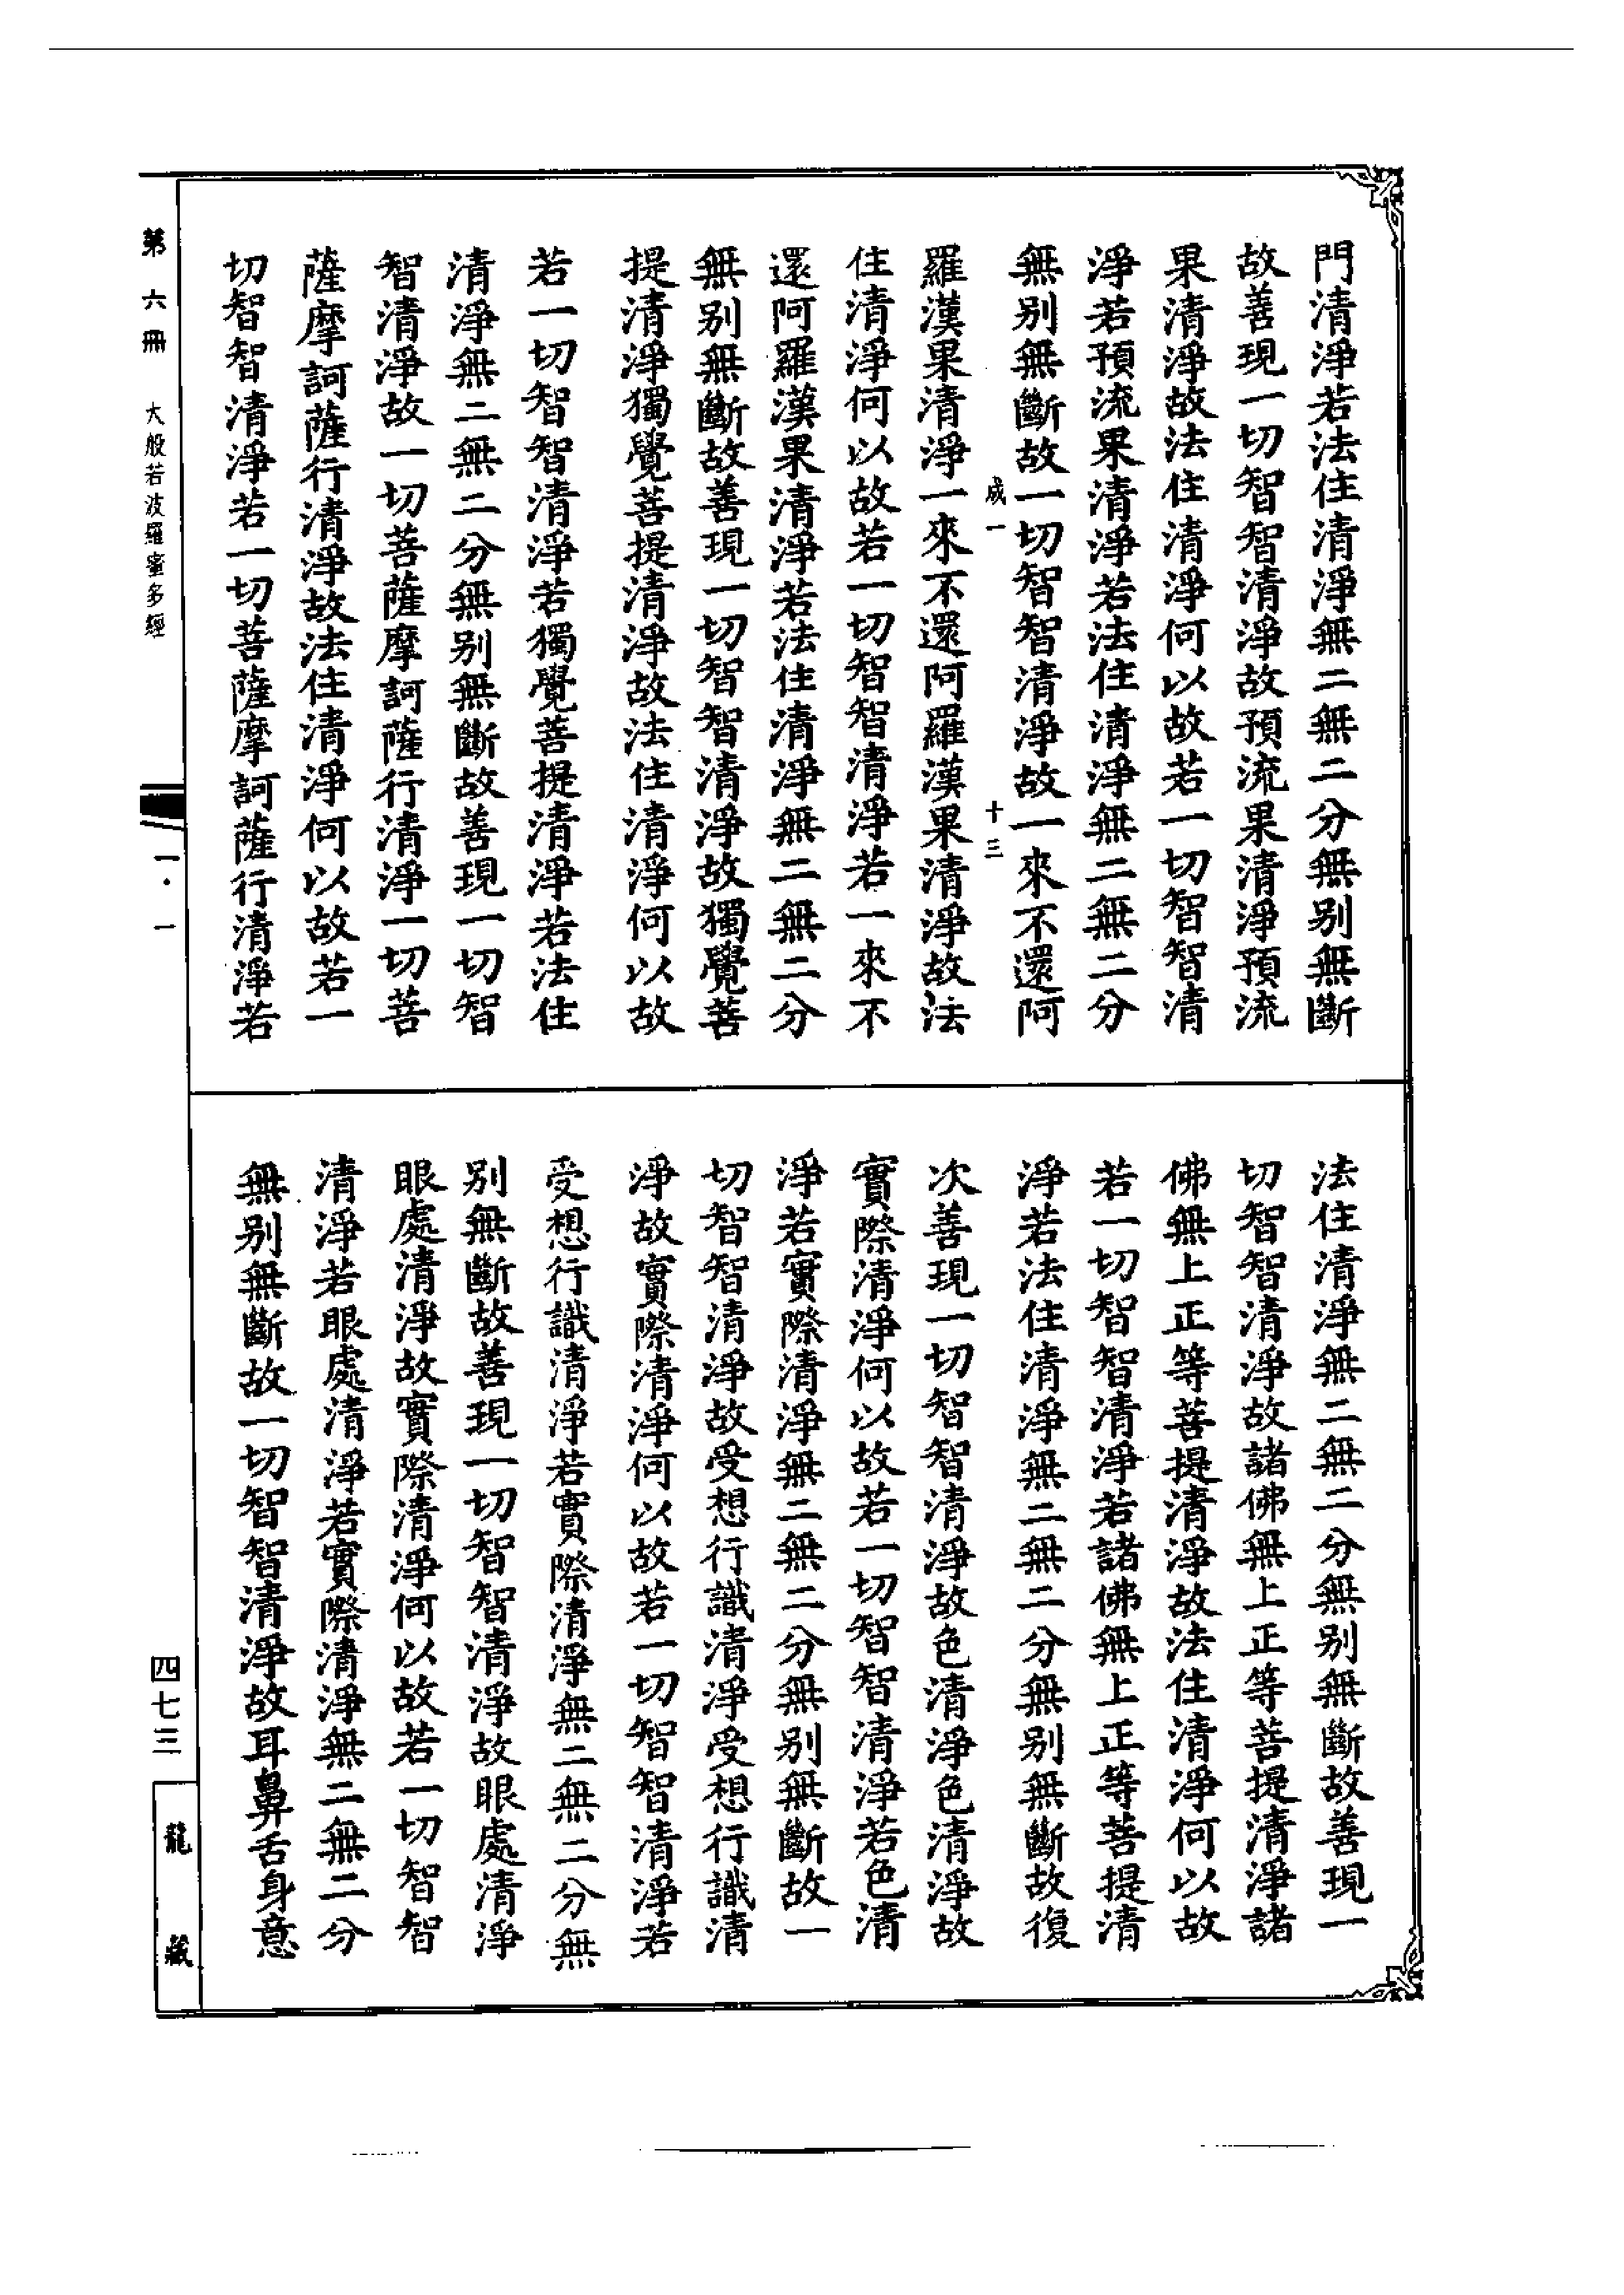 門清淨若法住清淨無二無二分無別無斷
故善現一切智智清淨故預流果清淨預流
果清淨故法住清淨何以故若一切智智清
淨若預流果清淨若法住清淨無二無二分
無別無斷故一切智智清淨故一來不還阿
成一 十三
羅漢果清淨一來不還阿羅漢果清淨故法
住清淨何以故若一切智智清淨若一來不
還阿羅漢果清淨若法住清淨無二無二分
無別無斷故善現一切智智清淨故獨覺菩
提清淨獨覺菩提清淨故法住清淨何以故
若一切智智清淨若獨覺菩提清淨若法住
清淨無二無二分無別無斷故善現一切智
智清淨故一切菩薩摩訶薩行清淨一切菩
薩摩訶薩行清淨故法住清淨何以故若一
切智智清淨若一切菩薩摩訶薩行清淨若
法住清淨無二無二分無別無斷故善現一
切智智清淨故諸佛無上正等菩提清淨諸
佛無上正等菩提清淨故法住清淨何以故
若一切智智清淨若諸佛無上正等菩提清
淨若法住清淨無二無二分無別無斷故復
次善現一切智智清淨故色清淨色清淨故
實際清淨何以故若一切智智清淨若色清
淨若實際清淨無二無二分無別無斷故一
切智智清淨故受想行識清淨受想行識清
淨故實際清淨何以故若一切智智清淨若
受想行識清淨若實際清淨無二無二分無
別無斷故善現一切智智清淨故眼處清淨
眼處清淨故實際清淨何以故若一切智智
清淨若眼處清淨若實際清淨無二無二分
無別無斷故一切智智清淨故耳鼻舌身意
第六冊 大般若波羅蜜多經
一·一
四七三
龍藏